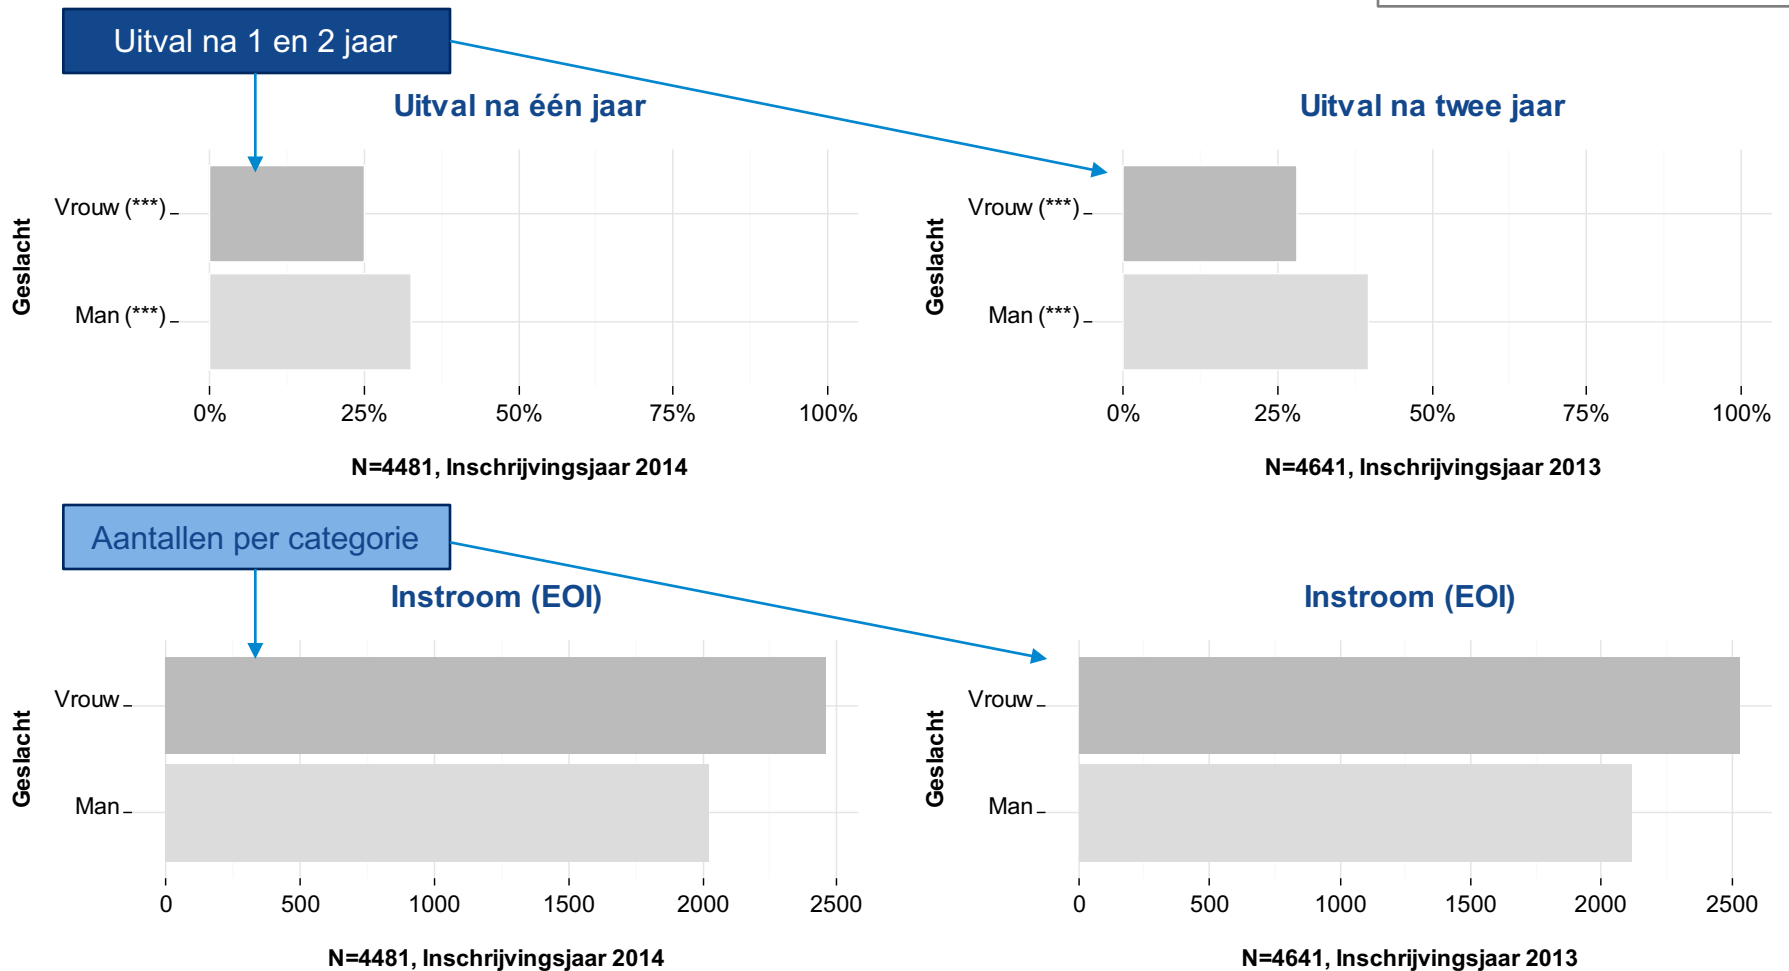 Uitval na 1 en 2 jaar
Uitval na één jaar
Geslacht
Vrouw (***)
Man (***)
0% 25% 50% 75% 100%
N=4481, Inschrijvingsjaar 2014
Uitval na twee jaar
Geslacht
Vrouw (***)
Man (***)
0% 25% 50% 75% 100%
N=4641, Inschrijvingsjaar 2013
Aantallen per categorie
Instroom (EOI)
Geslacht
Vrouw
Man
0 500 1000 1500 2000 2500
N=4481, Inschrijvingsjaar 2014
Instroom (EOI)
Geslacht
Vrouw
Man
0 500 1000 1500 2000 2500
N=4641, Inschrijvingsjaar 2013